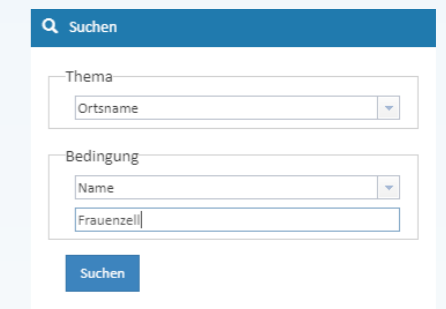 Suchen
Thema
Ortsname
Bedingung
Name
Frauenzell
Suchen